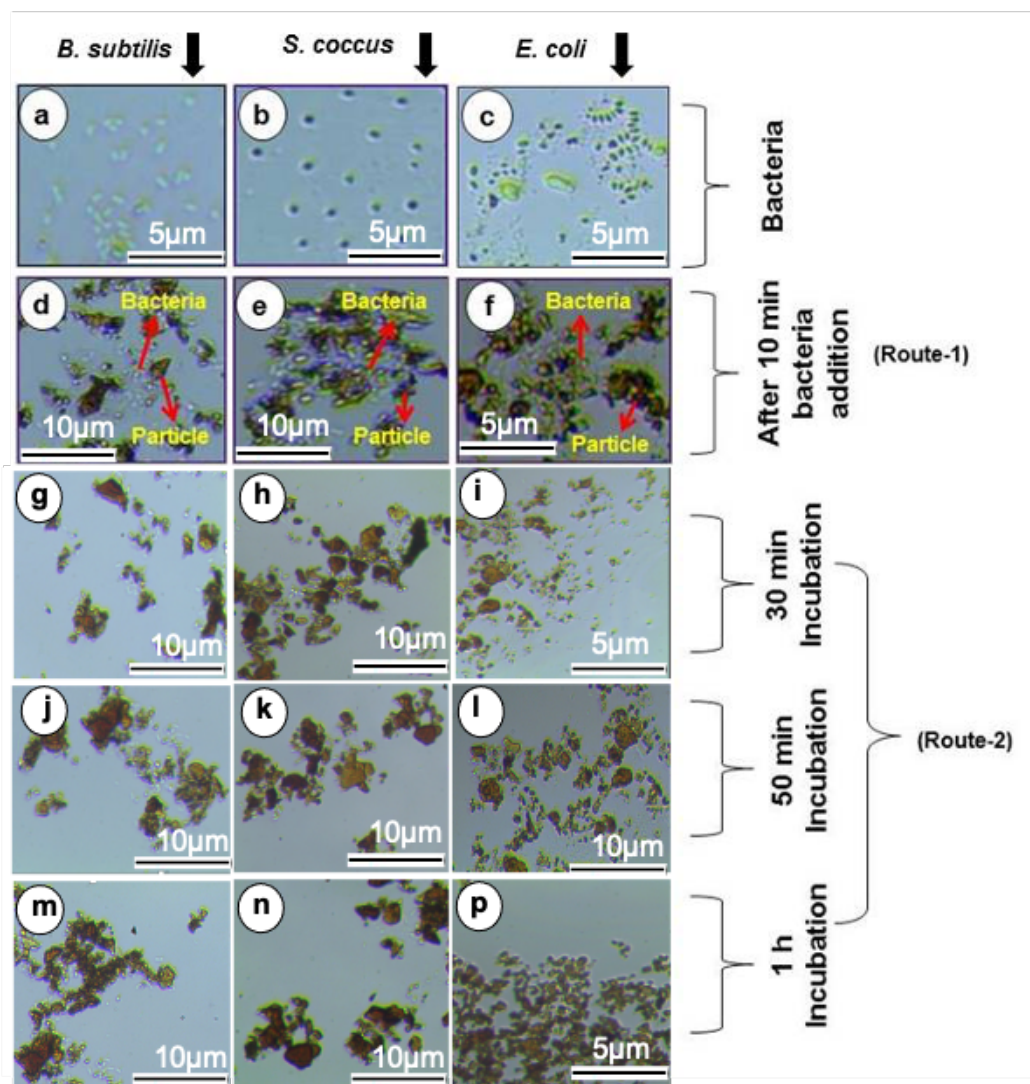 B. subtilis
S. coccus
E. coli
a
b
c
5µm
5µm
5µm
Bacteria
d
Bacteria
Particle
10µm
e
Bacteria
Particle
10µm
f
Bacteria
Particle
5µm
After 10 min
bacteria
addition
(Route-1)
g
10µm
h
10µm
i
5µm
30 min
Incubation
j
10µm
k
10µm
l
10µm
50 min
Incubation
(Route-2)
m
10µm
n
10µm
p
5µm
1 h
Incubation